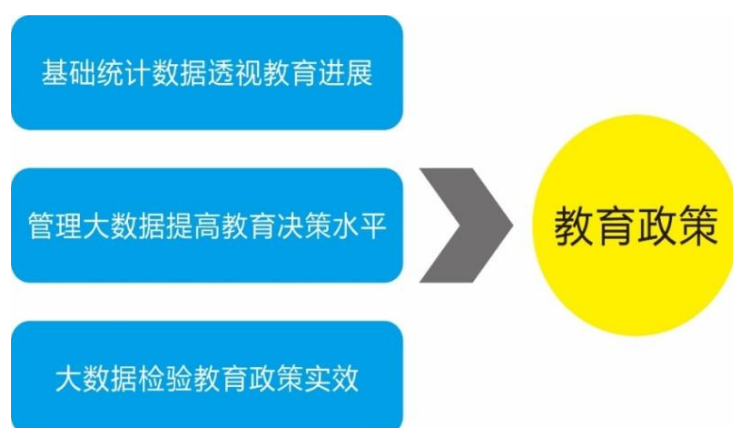 基础统计数据透视教育进展
管理大数据提高教育决策水平
教育政策
大数据检验教育政策实效